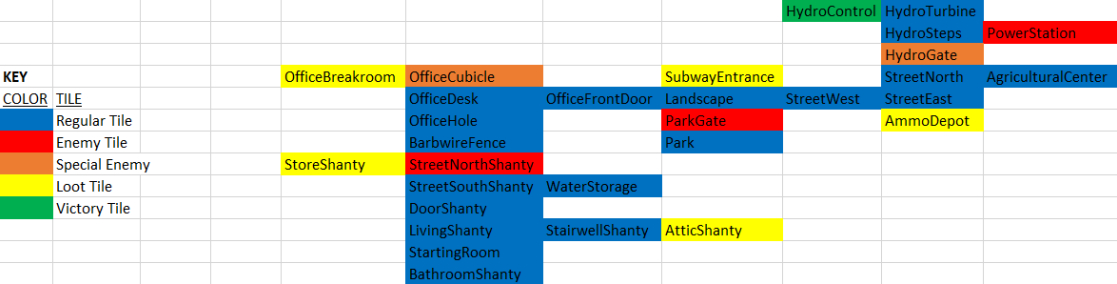 HydroControl HydroTurbine
HydroSteps PowerStation
HydroGate
KEY OfficeBreakroom OfficeCubicle SubwayEntrance StreetNorth AgriculturalCenter
COLOR TILE OfficeDesk OfficeFrontDoor Landscape StreetWest StreetEast
Regular Tile OfficeHole ParkGate AmmoDepot
Enemy Tile BarbwireFence Park
Special Enemy StoreShanty StreetNorthShanty
Loot Tile StreetSouthShanty WaterStorage
Victory Tile DoorShanty
LivingShanty StairwellShanty AtticShanty
StartingRoom
BathroomShanty